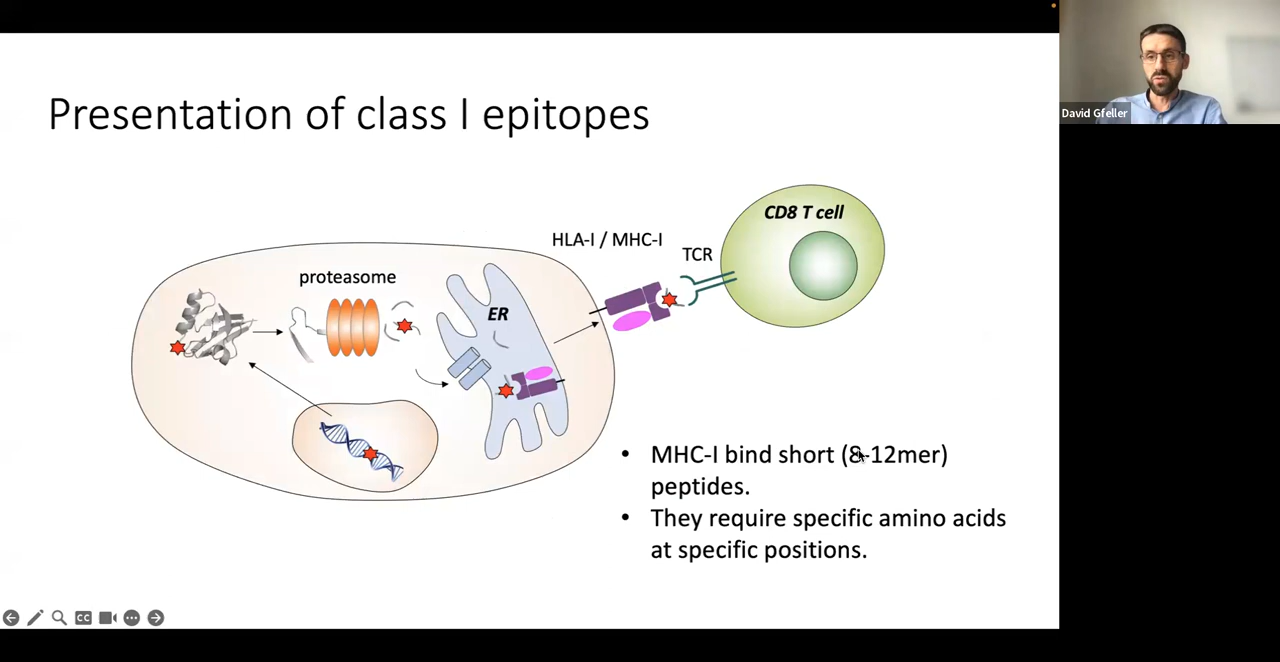 Presentation of class I epitopes
David Gfeller
CD8 T cell
HLA-I / MHC-I
TCR
proteasome
ER
• MHC-I bind short (8-12mer)
peptides.
• They require specific amino acids
at specific positions.
CC